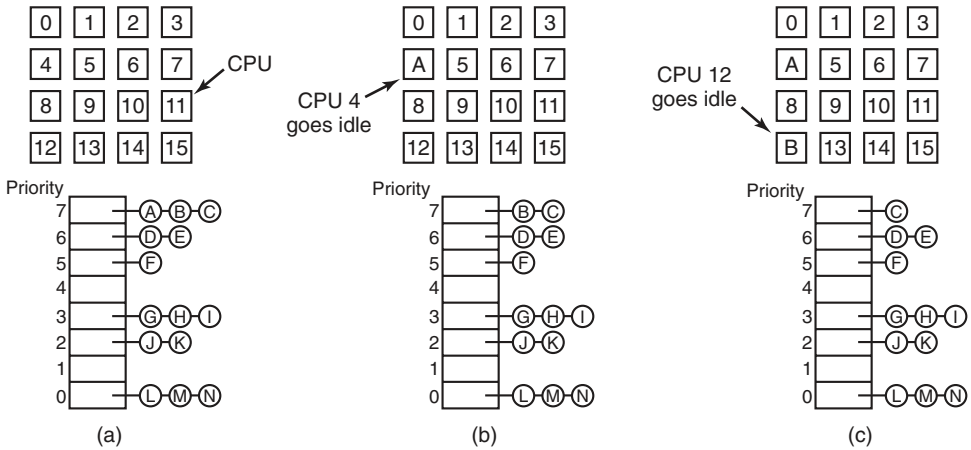 0 1 2 3
4 5 6 7
CPU
8 9 10 11
12 13 14 15
Priority
7 A B C
6 D E
5 F
4
3 G H I
2 J K
1
0 L M N
(a)
0 1 2 3
A 5 6 7
CPU 4
goes idle
8 9 10 11
12 13 14 15
Priority
7 B C
6 D E
5 F
4
3 G H I
2 J K
1
0 L M N
(b)
0 1 2 3
A 5 6 7
CPU 12
goes idle
8 9 10 11
B 13 14 15
Priority
7 C
6 D E
5 F
4
3 G H I
2 J K
1
0 L M N
(c)